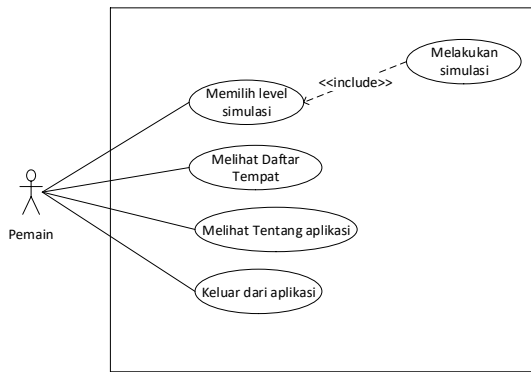 Melakukan
simulasi
<<include>>
Memilih level
simulasi
Melihat Daftar
Tempat
Melihat Tentang aplikasi
Pemain
Keluar dari aplikasi